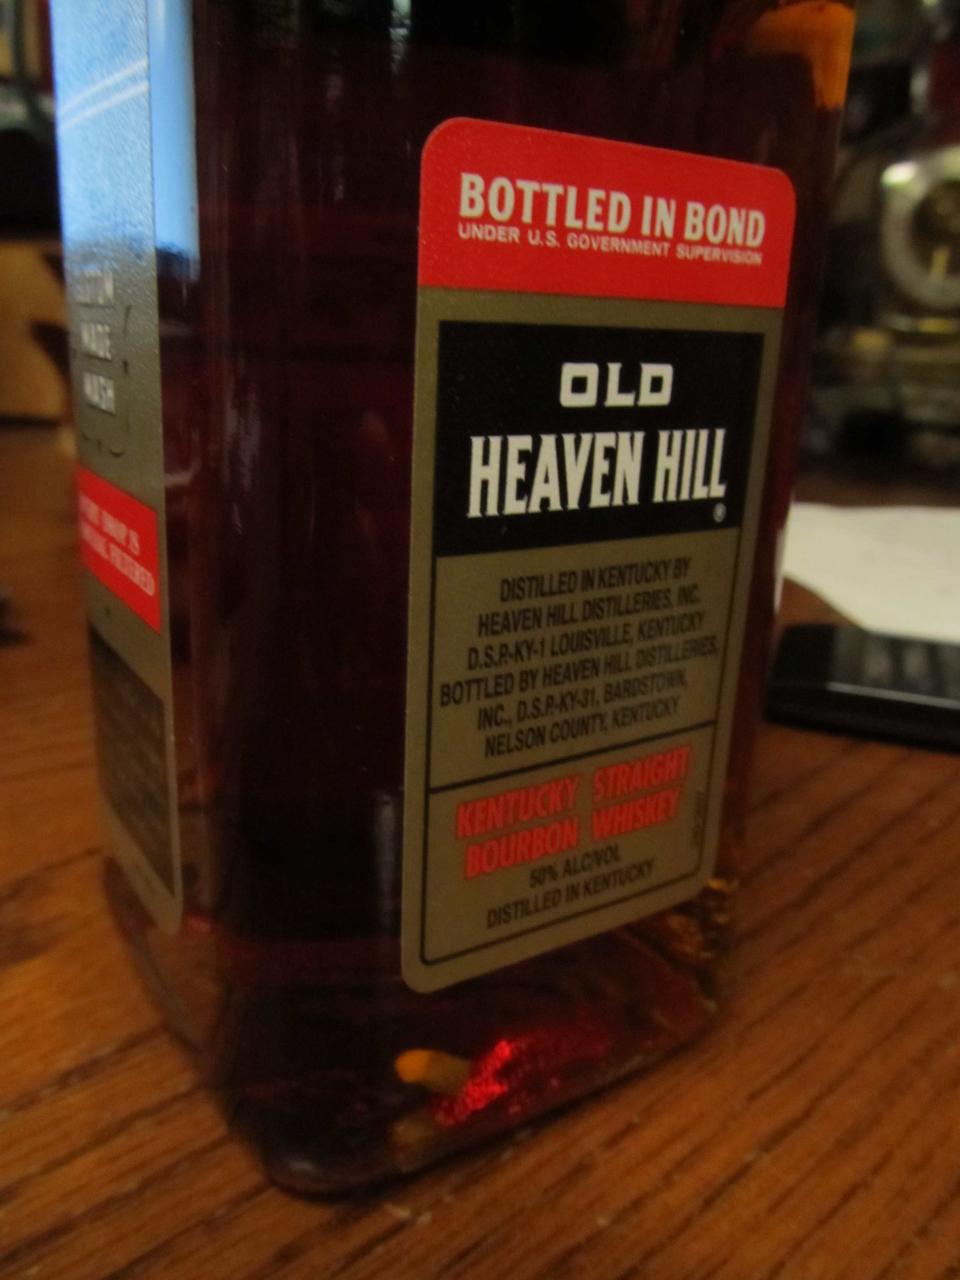 BOTTLED IN BOND
UNDER U.S. GOVERNMENT SUPERVISION
OLD
HEAVEN HILL
®
DISTILLED IN KENTUCKY BY
HEAVEN HILL DISTILLERIES, INC.
D.S.P.-KY-1 LOUISVILLE, KENTUCKY
BOTTLED BY HEAVEN HILL DISTILLERIES,
INC., D.S.P.-KY-31, BARDSTOWN,
NELSON COUNTY, KENTUCKY
KENTUCKY STRAIGHT
BOURBON WHISKEY
50% ALC/VOL
DISTILLED IN KENTUCKY
MADE
MASH